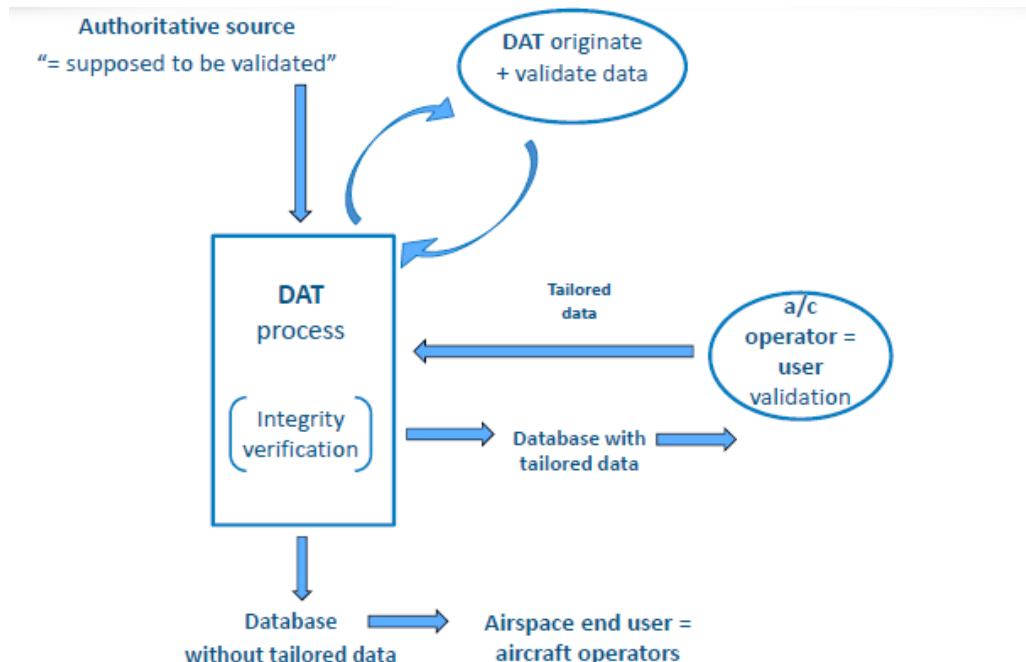 Authoritative source
“= supposed to be validated”
DAT originate
+ validate data
DAT
process
Integrity
verification
Tailored
data
a/c
operator =
user
validation
Database with
tailored data
Database
without tailored data
Airspace end user =
aircraft operators